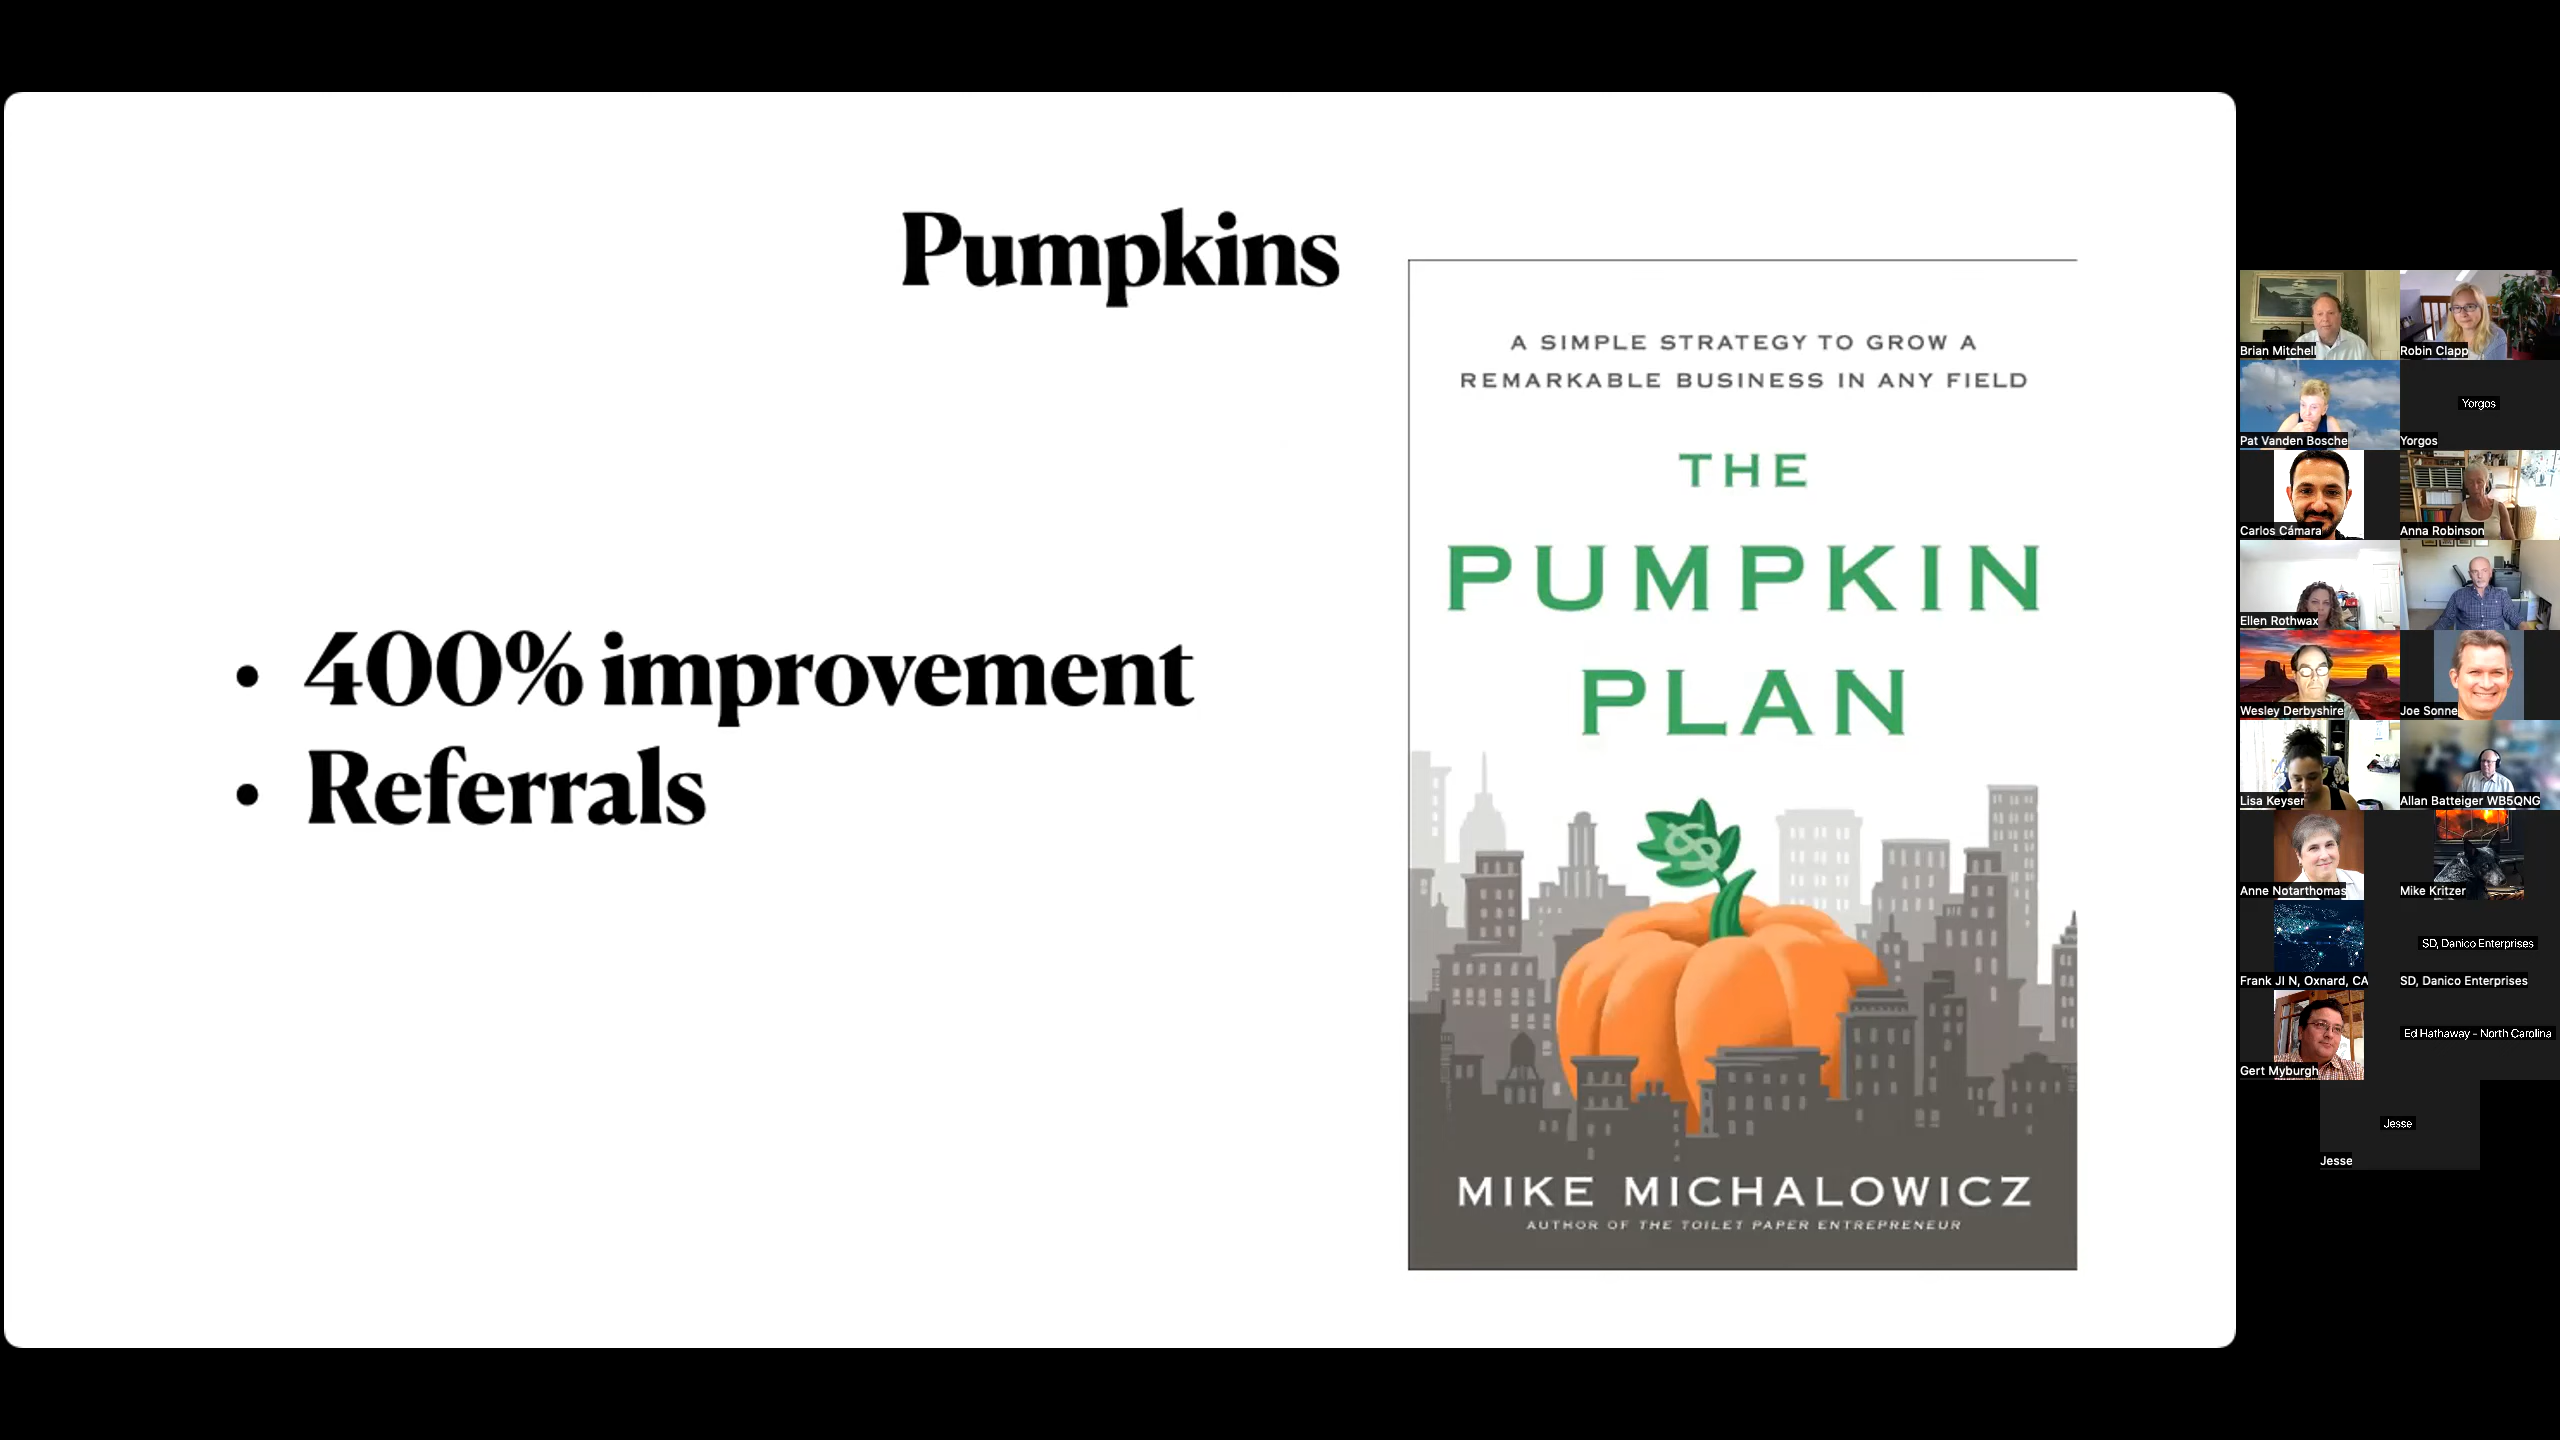 Pumpkins
• 400% improvement
• Referrals
A SIMPLE STRATEGY TO GROW A
REMARKABLE BUSINESS IN ANY FIELD
THE
PUMPKIN
PLAN
MIKE MICHALOWICZ
AUTHOR OF THE TOILET PAPER ENTREPRENEUR
Brian Mitchell
Robin Clapp
Pat Vanden Bosche
Yorgos
Yorgos
Carlos Cámara
Anna Robinson
Ellen Rothwax
Wesley Derbyshire
Joe Sonne
Lisa Keyser
Allan Batteiger WB5QNG
Anne Notarthomas
Mike Kritzer
Frank JI N, Oxnard, CA
SD, Danico Enterprises
SD, Danico Enterprises
Gert Myburgh
Ed Hathaway - North Carolina
Jesse
Jesse